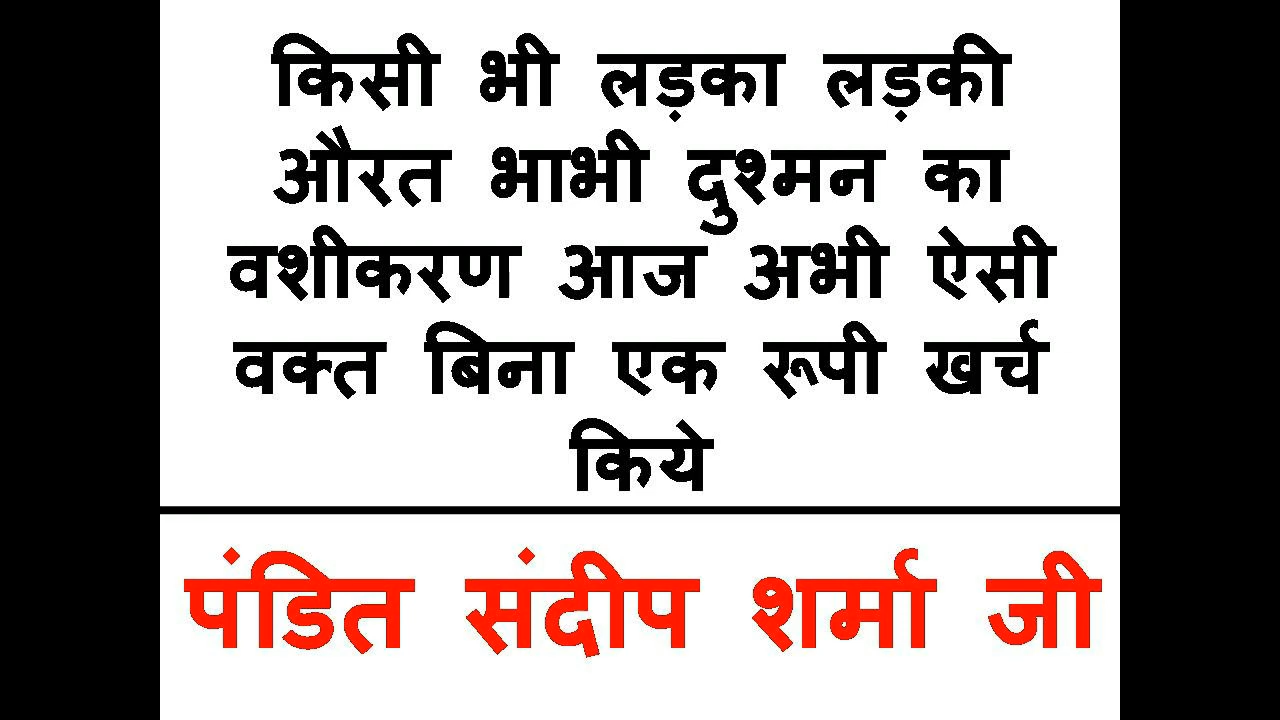 किसी भी लड़का लड़की
औरत भाभी दुश्मन का
वशीकरण आज अभी ऐसी
वक्त बिना एक रूपी खर्च
किये
पंडित संदीप शर्मा जी